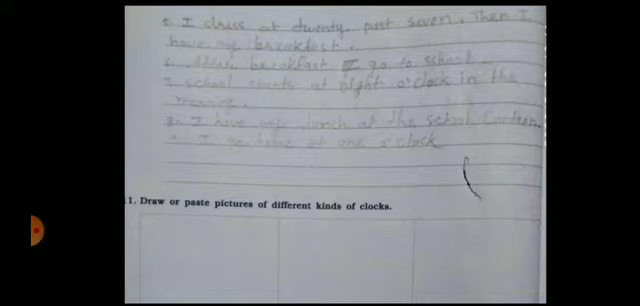 5. I dress at twenty past seven. Then I
have my breakfast.
6. After breakfast I go to school.
7. school starts at eight o'clock in the
morning.
8. I have my lunch at the school canteen
9. I go home at one o'clock
11. Draw or paste pictures of different kinds of clocks.